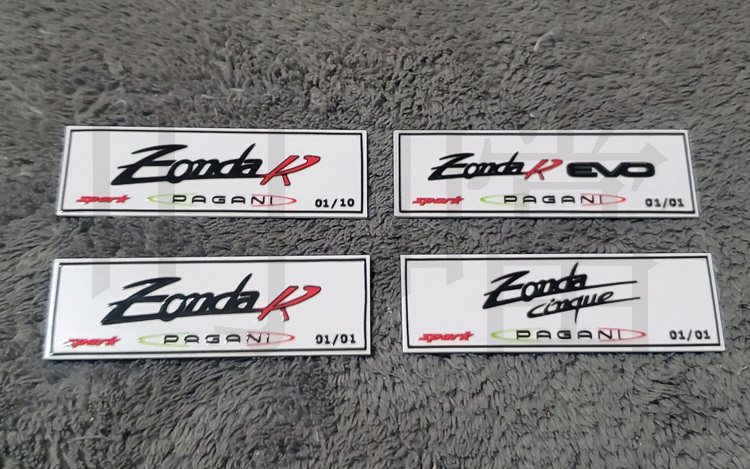 Zonda R
spark PAGANI 01/10
Zonda R EVO
spark PAGANI 01/01
Zonda R
spark PAGANI 01/01
Zonda
cinque
spark PAGANI 01/01